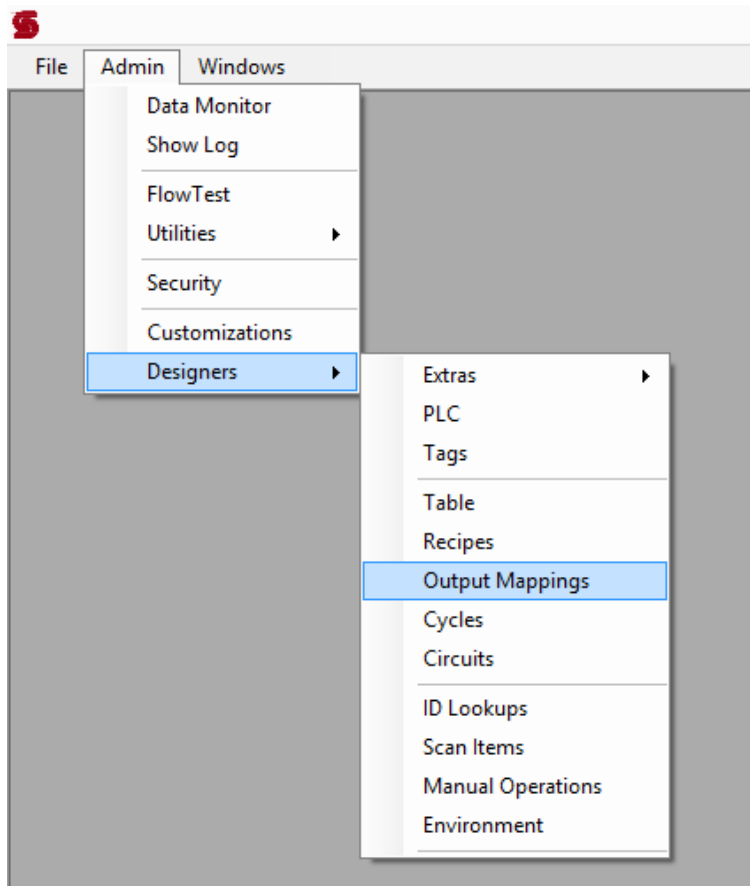 File Admin Windows
Data Monitor
Show Log
FlowTest
Utilities
Security
Customizations
Designers
Extras
PLC
Tags
Table
Recipes
Output Mappings
Cycles
Circuits
ID Lookups
Scan Items
Manual Operations
Environment